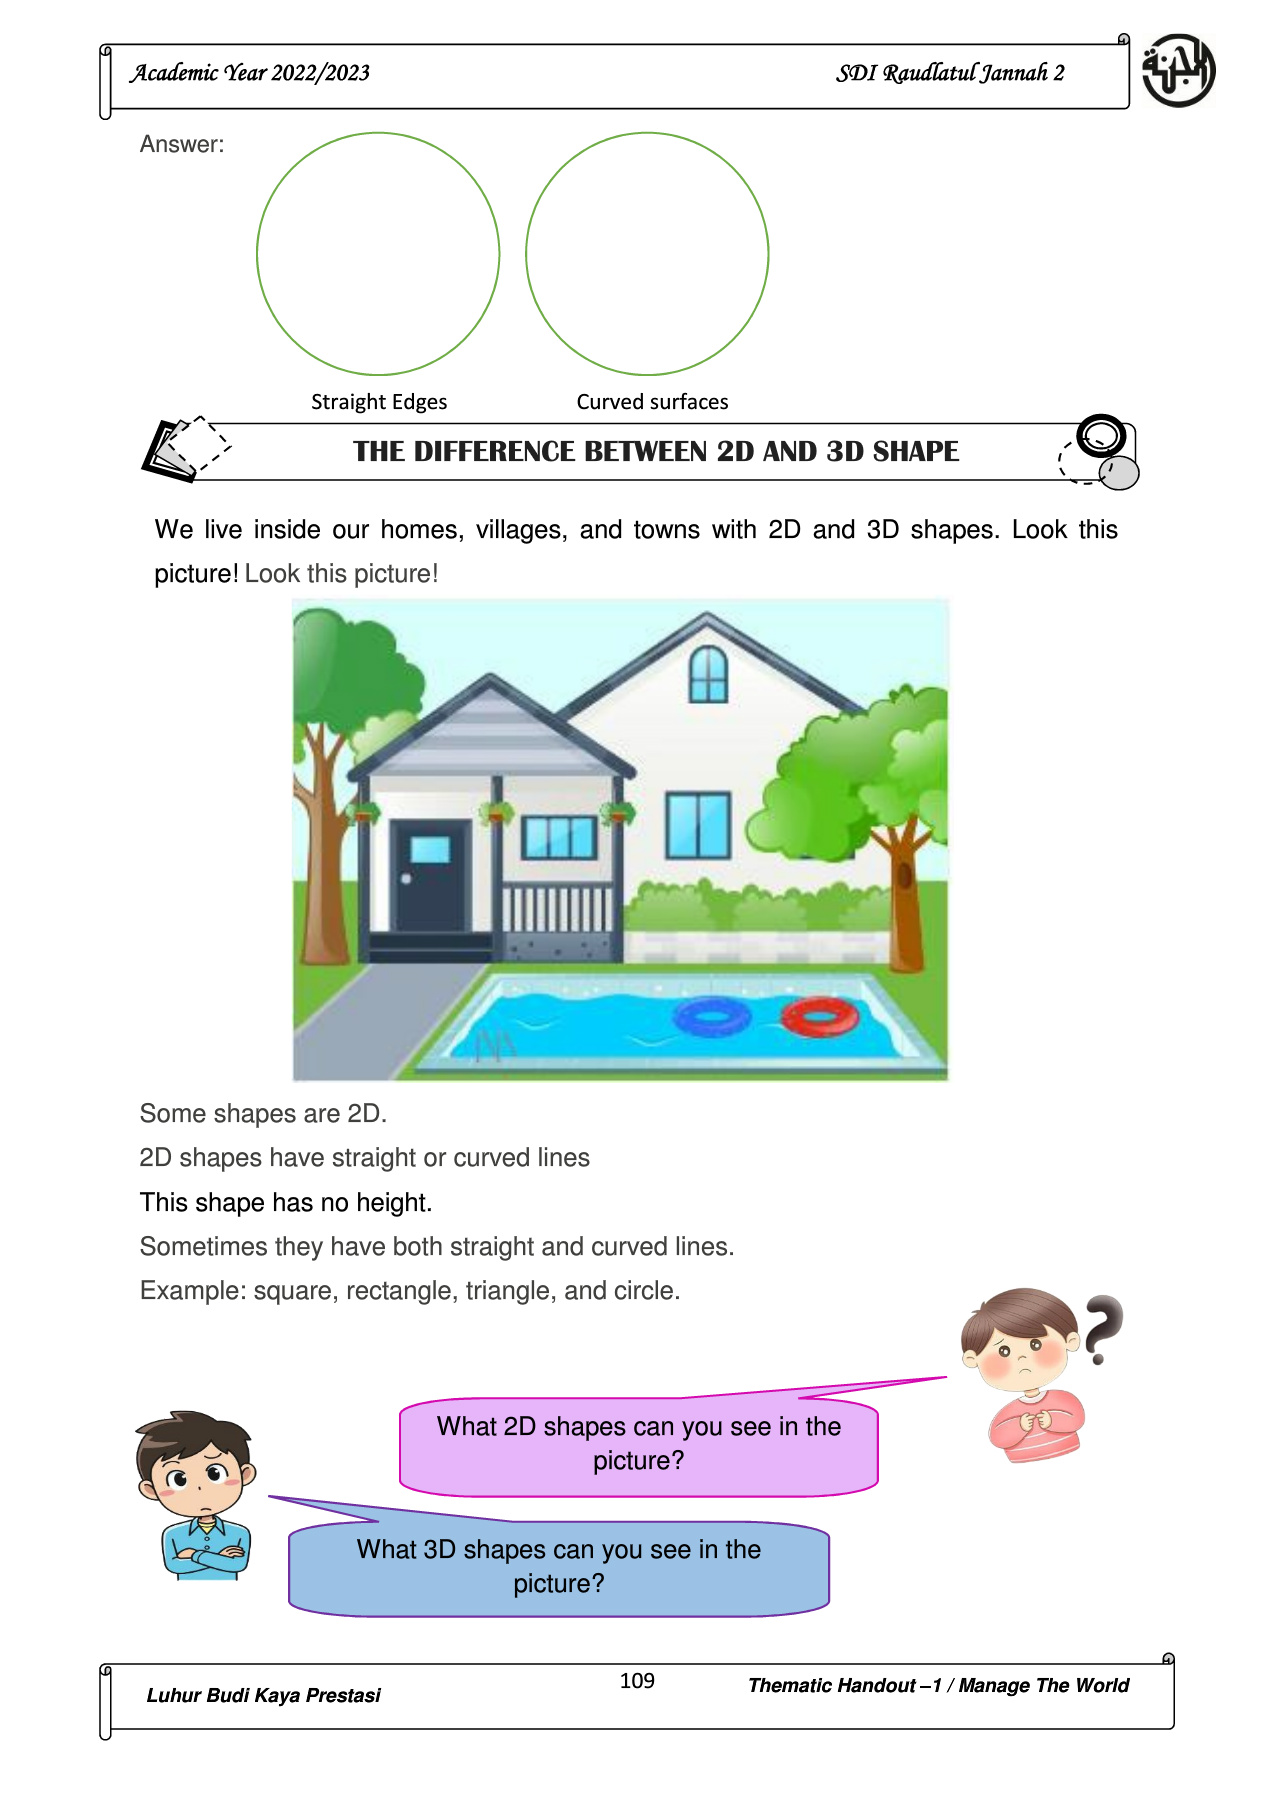 Academic Year 2022/2023 SDI Raudlatul Jannah 2
Answer:
Straight Edges Curved surfaces
THE DIFFERENCE BETWEEN 2D AND 3D SHAPE
We live inside our homes, villages, and towns with 2D and 3D shapes. Look this
picture! Look this picture!
Some shapes are 2D.
2D shapes have straight or curved lines
This shape has no height.
Sometimes they have both straight and curved lines.
Example: square, rectangle, triangle, and circle.
?
What 2D shapes can you see in the
picture?
What 3D shapes can you see in the
picture?
Luhur Budi Kaya Prestasi 109 Thematic Handout –1 / Manage The World